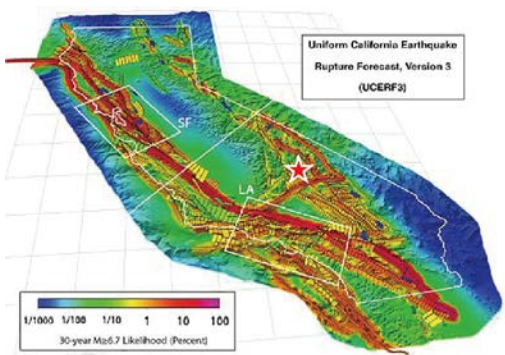 Uniform California Earthquake
Rupture Forecast, Version 3
(UCERF3)
SF
LA
1/1000 1/100 1/10 1 10 100
30-year M≥6.7 Likelihood (Percent)